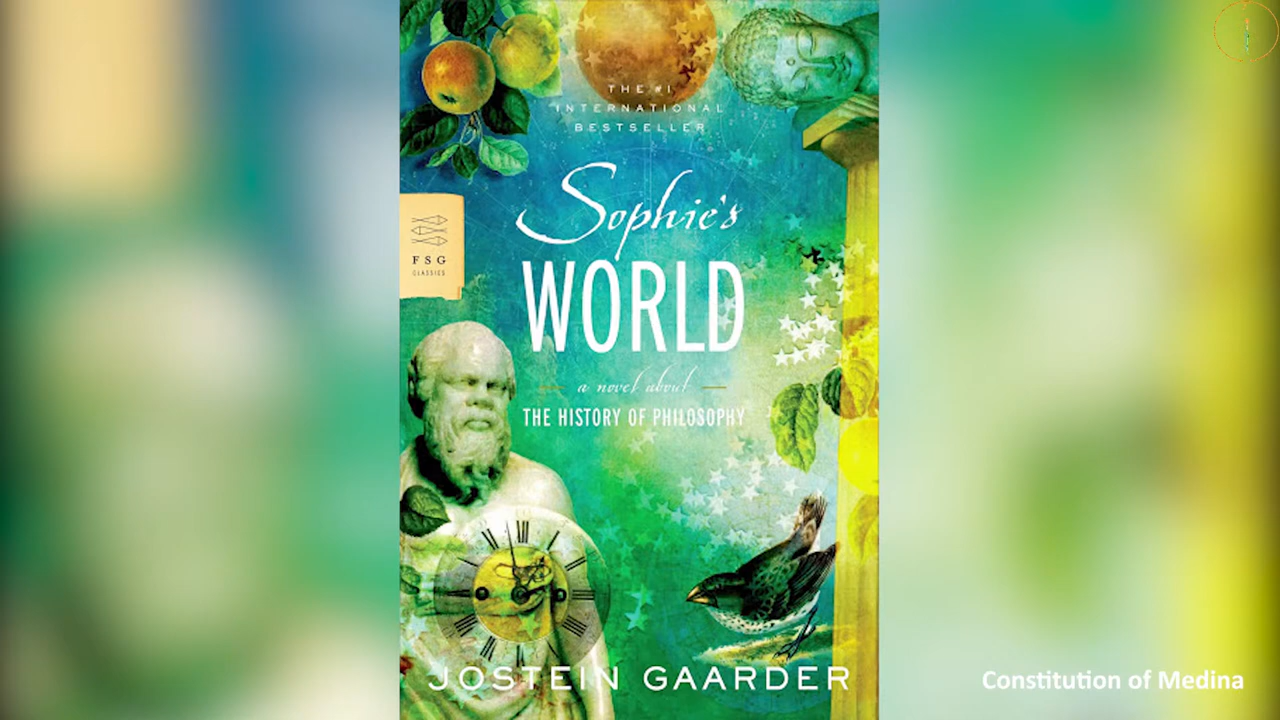 THE #1
INTERNATIONAL
BESTSELLER
Sophie's
WORLD
a novel about
THE HISTORY OF PHILOSOPHY
FSG
CLASSICS
JOSTEIN GAARDER
Constitution of Medina